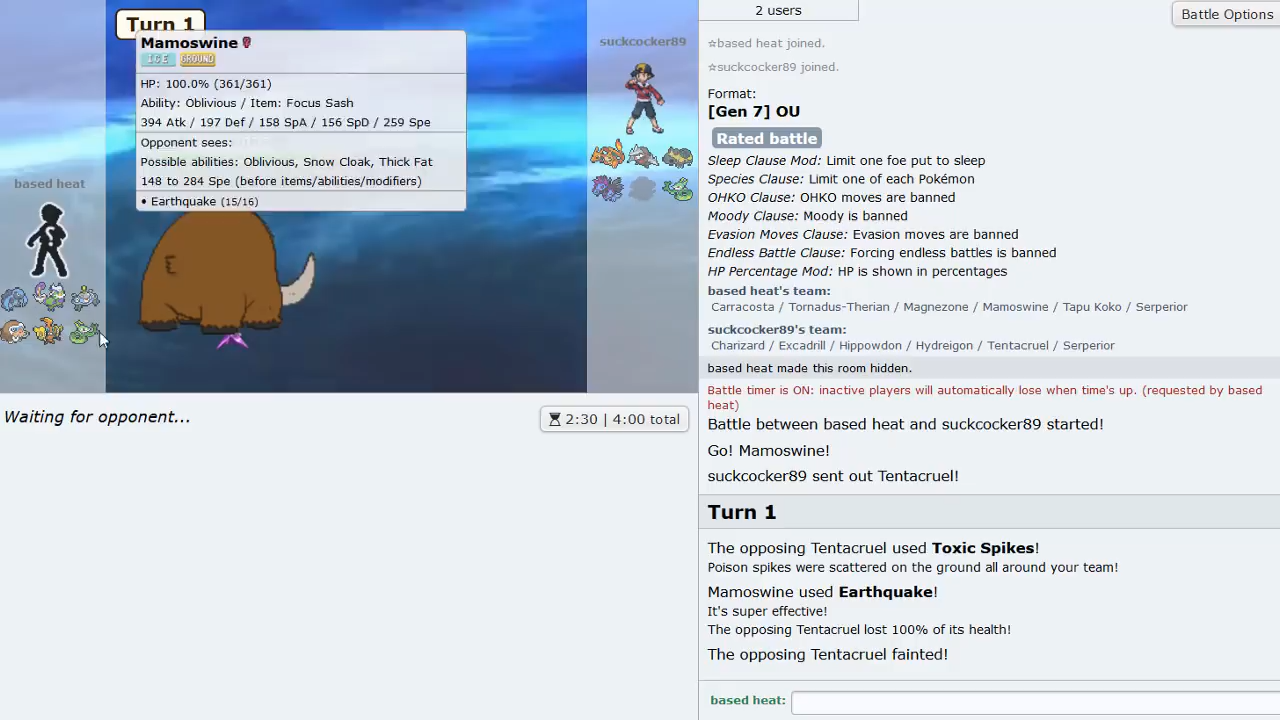 Turn 1
Mamoswine
ICE GROUND
HP: 100.0% (361/361)
Ability: Oblivious / Item: Focus Sash
394 Atk / 197 Def / 158 SpA / 156 SpD / 259 Spe
Opponent sees:
Possible abilities: Oblivious, Snow Cloak, Thick Fat
148 to 284 Spe (before items/abilities/modifiers)
• Earthquake (15/16)
based heat
suckcocker89
Waiting for opponent...
2:30 | 4:00 total
2 users
Battle Options
☆based heat joined.
☆suckcocker89 joined.
Format:
[Gen 7] OU
Rated battle
Sleep Clause Mod: Limit one foe put to sleep
Species Clause: Limit one of each Pokémon
OHKO Clause: OHKO moves are banned
Moody Clause: Moody is banned
Evasion Moves Clause: Evasion moves are banned
Endless Battle Clause: Forcing endless battles is banned
HP Percentage Mod: HP is shown in percentages
based heat's team:
Carracosta / Tornadus-Therian / Magnezone / Mamoswine / Tapu Koko / Serperior
suckcocker89's team:
Charizard / Excadrill / Hippowdon / Hydreigon / Tentacruel / Serperior
based heat made this room hidden.
Battle timer is ON: inactive players will automatically lose when time's up. (requested by based
heat)
Battle between based heat and suckcocker89 started!
Go! Mamoswine!
suckcocker89 sent out Tentacruel!
Turn 1
The opposing Tentacruel used Toxic Spikes!
Poison spikes were scattered on the ground all around your team!
Mamoswine used Earthquake!
It's super effective!
The opposing Tentacruel lost 100% of its health!
The opposing Tentacruel fainted!
based heat: